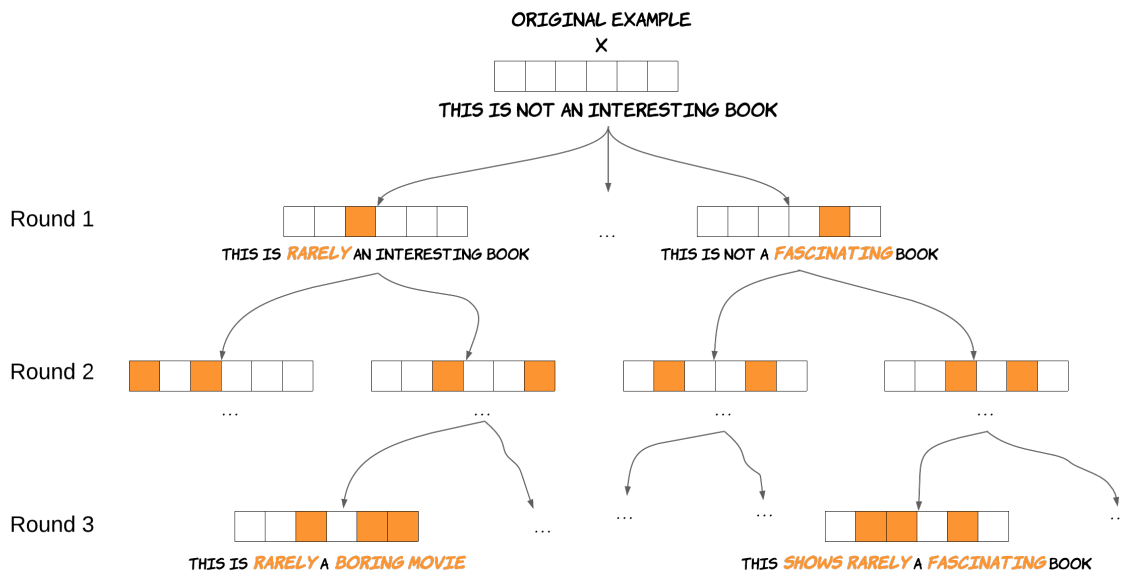 ORIGINAL EXAMPLE
X
THIS IS NOT AN INTERESTING BOOK
Round 1
...
THIS IS RARELY AN INTERESTING BOOK
THIS IS NOT A FASCINATING BOOK
Round 2
... ... ... ...
Round 3
... ... ... ..
THIS IS RARELY A BORING MOVIE
THIS SHOWS RARELY A FASCINATING BOOK